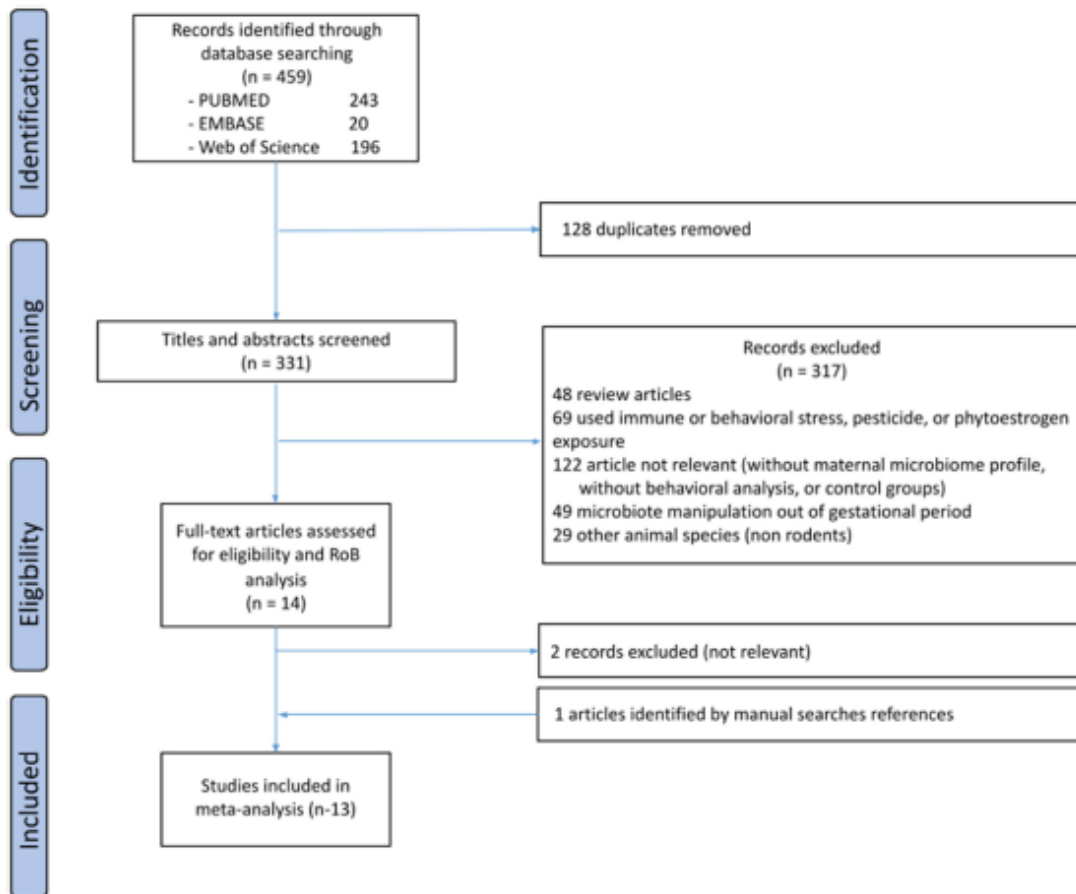 Identification
Records identified through
database searching
(n = 459)
- PUBMED 243
- EMBASE 20
- Web of Science 196
128 duplicates removed
Screening
Titles and abstracts screened
(n = 331)
Records excluded
(n = 317)
48 review articles
69 used immune or behavioral stress, pesticide, or phytoestrogen
exposure
122 article not relevant (without maternal microbiome profile,
without behavioral analysis, or control groups)
49 microbiote manipulation out of gestational period
29 other animal species (non rodents)
Eligibility
Full-text articles assessed
for eligibility and RoB
analysis
(n = 14)
2 records excluded (not relevant)
1 articles identified by manual searches references
Included
Studies included in
meta-analysis (n-13)